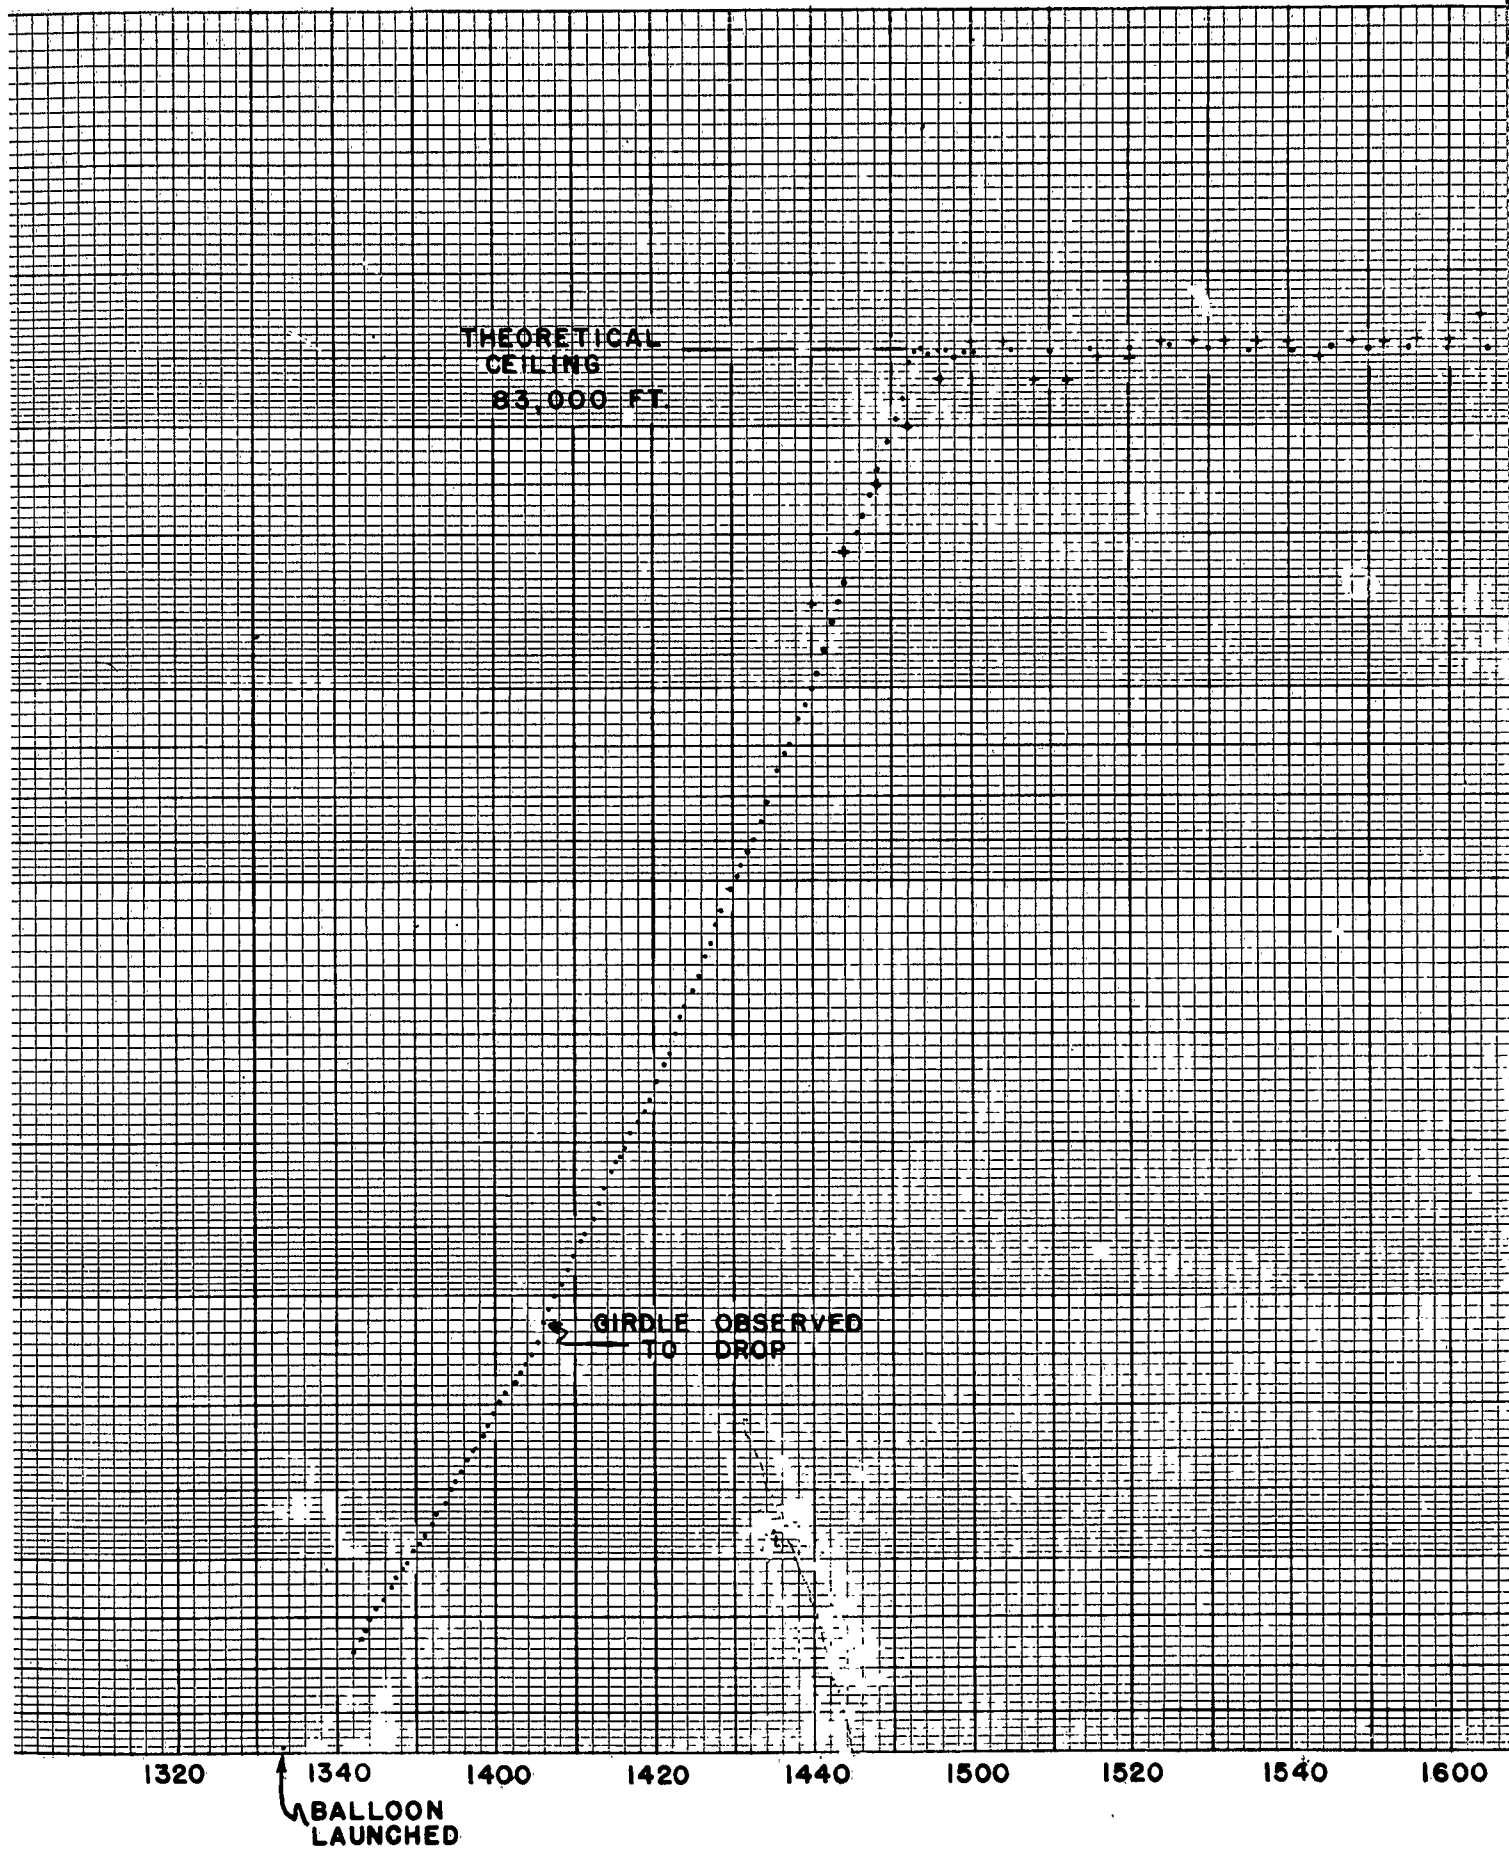 THEORETICAL
CEILING
83,000 FT.
GIRDLE OBSERVED
TO DROP
1320 1340 1400 1420 1440 1500 1520 1540 1600
BALLOON
LAUNCHED